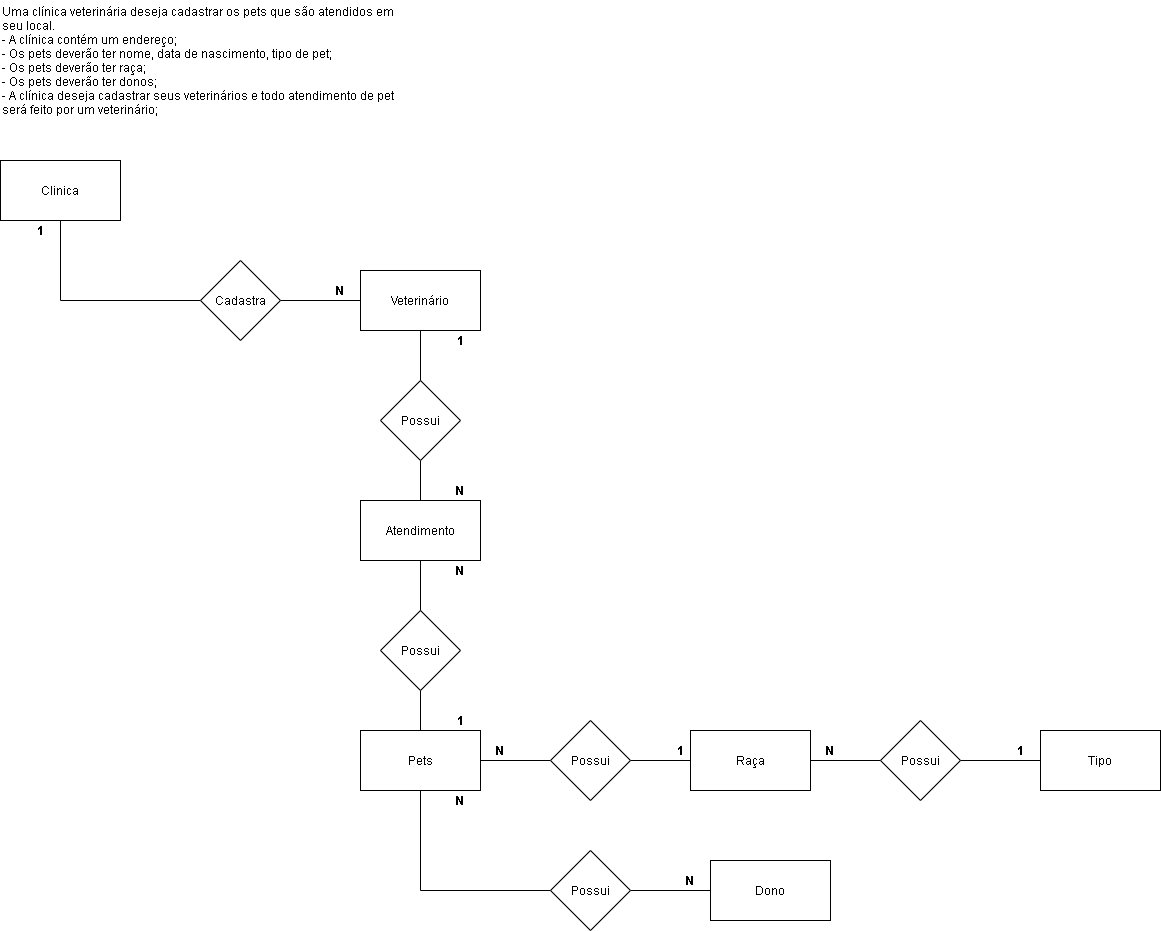 Uma clínica veterinária deseja cadastrar os pets que são atendidos em
seu local.
- A clínica contém um endereço;
- Os pets deverão ter nome, data de nascimento, tipo de pet;
- Os pets deverão ter raça;
- Os pets deverão ter donos;
- A clínica deseja cadastrar seus veterinários e todo atendimento de pet
será feito por um veterinário;
Clinica
1
Cadastra
N
Veterinário
1
Possui
N
Atendimento
N
Possui
1
Pets
N
Possui
1
Raça
N
Possui
1
Tipo
N
Possui
N
Dono